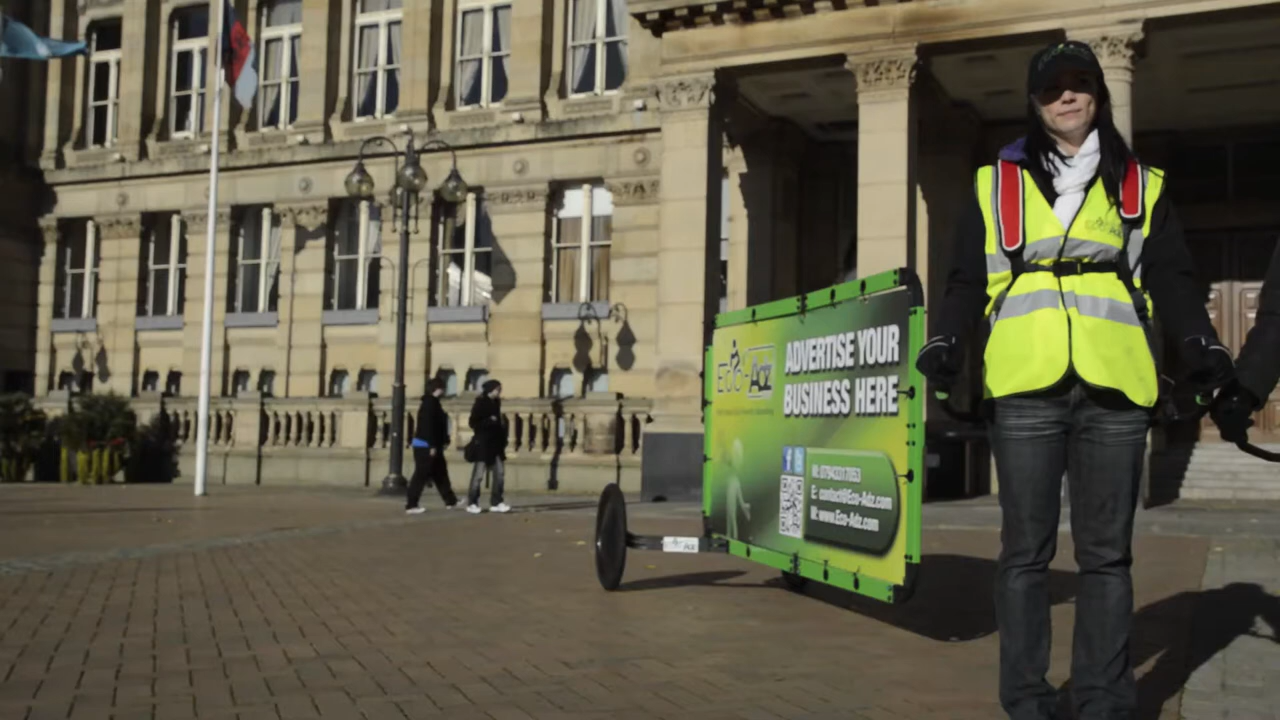 Eco-Adz
ADVERTISE YOUR
BUSINESS HERE
E: contact@Eco-Adz.com
W: www.Eco-Adz.com